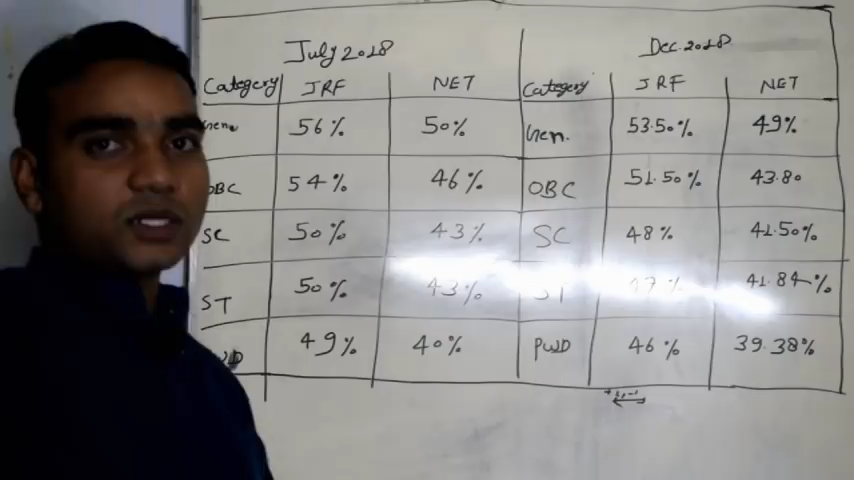 July 2018 Dec. 2018
Category JRF NET Category JRF NET
Gen. 56% 50% Gen. 53.50% 49%
OBC 54% 46% OBC 51.50% 43.80
SC 50% 43% SC 48% 41.50%
ST 50% 43% ST 47% 41.84%
49% 40% PWD 46% 39.38%